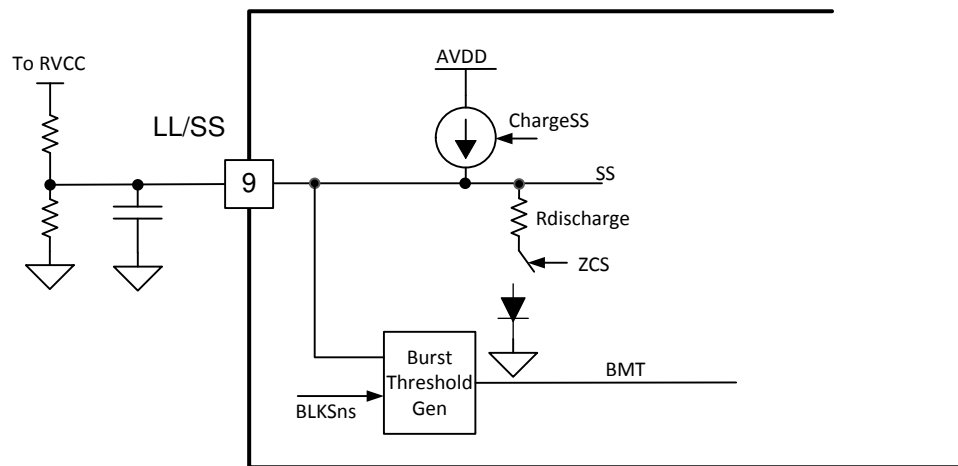 AVDD
To RVCC
ChargeSS
LL/SS
9
SS
Rdischarge
ZCS
Burst
Threshold
Gen
BMT
BLKSns